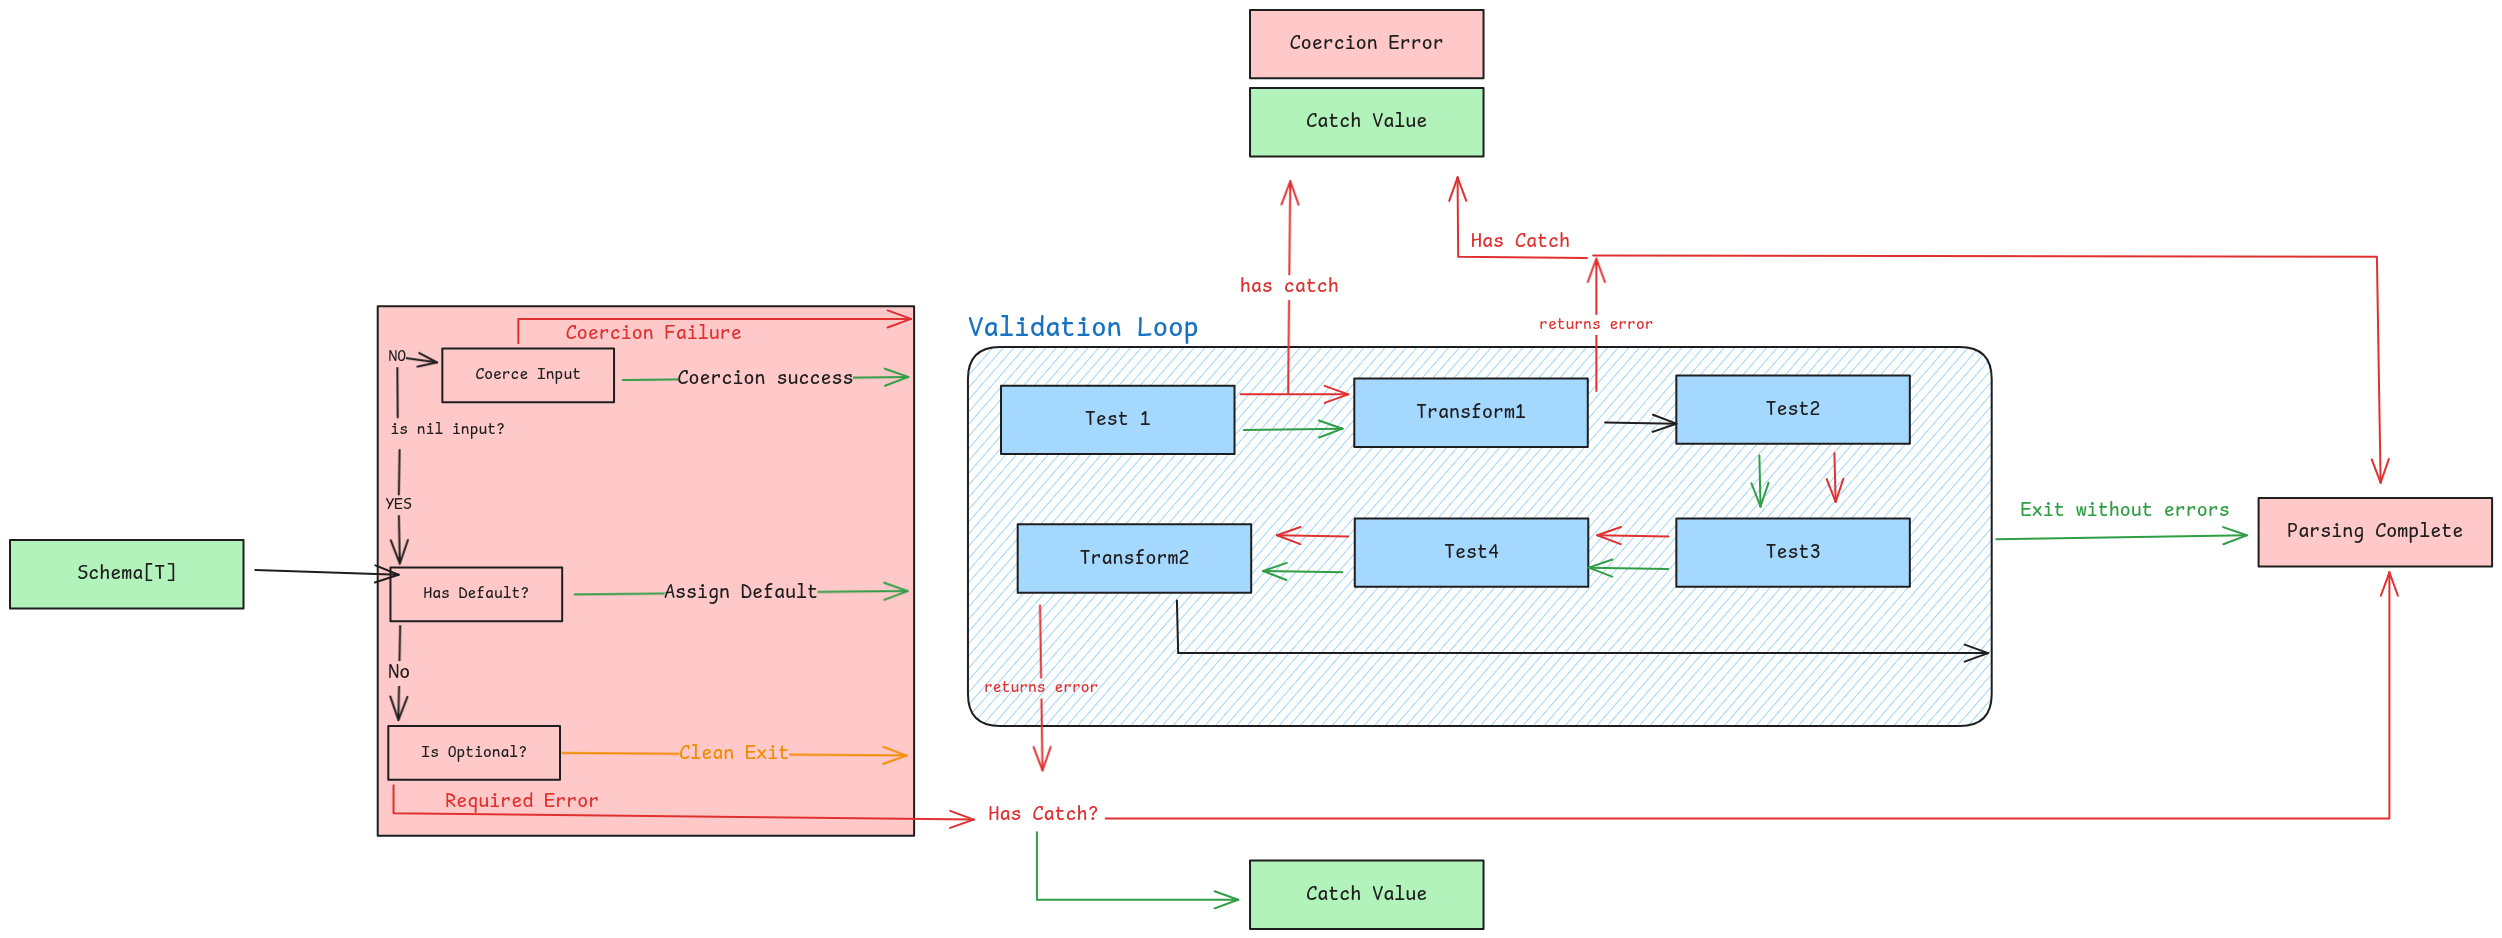 Coercion Error
Catch Value
Has Catch
has catch
returns error
Validation Loop
Coercion Failure
NO
Coerce Input
Coercion success
is nil input?
YES
Schema[T]
Has Default?
Assign Default
No
Is Optional?
Clean Exit
Required Error
Test 1
Transform1
Test2
Transform2
Test4
Test3
Exit without errors
Parsing Complete
returns error
Has Catch?
Catch Value